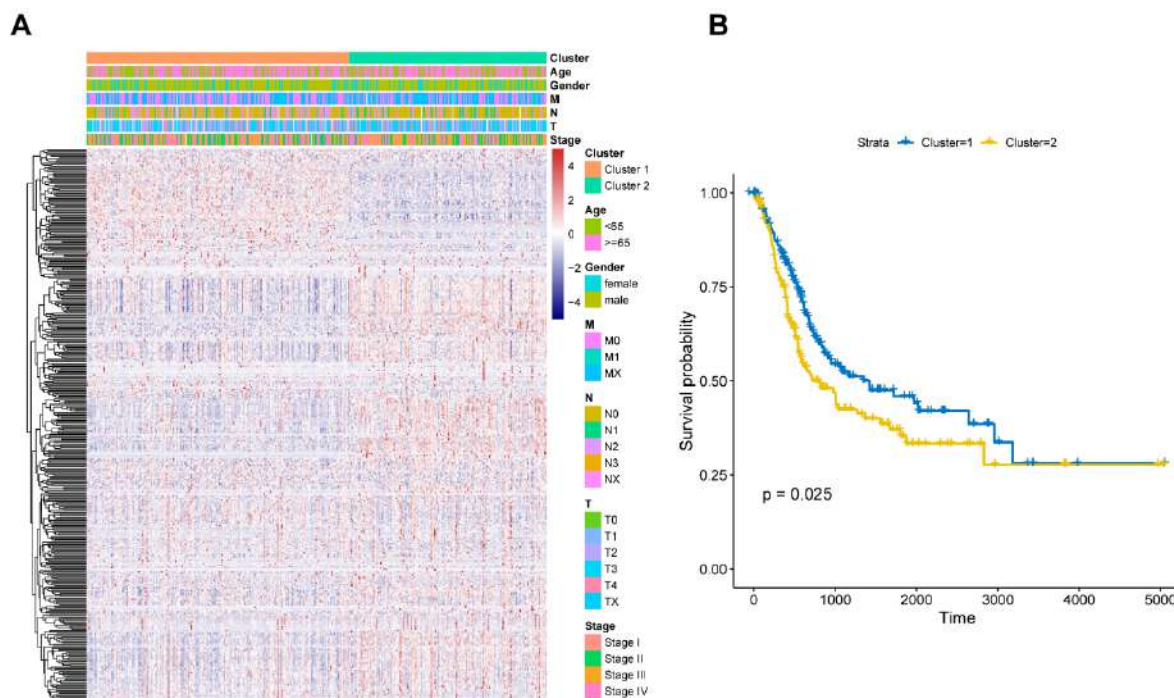 A
Cluster
Age
Gender
M
N
T
Stage
4
2
0
−2
−4
Cluster
Cluster 1
Cluster 2
Age
<65
>=65
Gender
female
male
M
M0
M1
MX
N
N0
N1
N2
N3
NX
T
T0
T1
T2
T3
T4
TX
Stage
Stage I
Stage II
Stage III
Stage IV
B
Strata Cluster=1 Cluster=2
Survival probability
1.00
0.75
0.50
0.25
0.00
p = 0.025
0 1000 2000 3000 4000 5000
Time